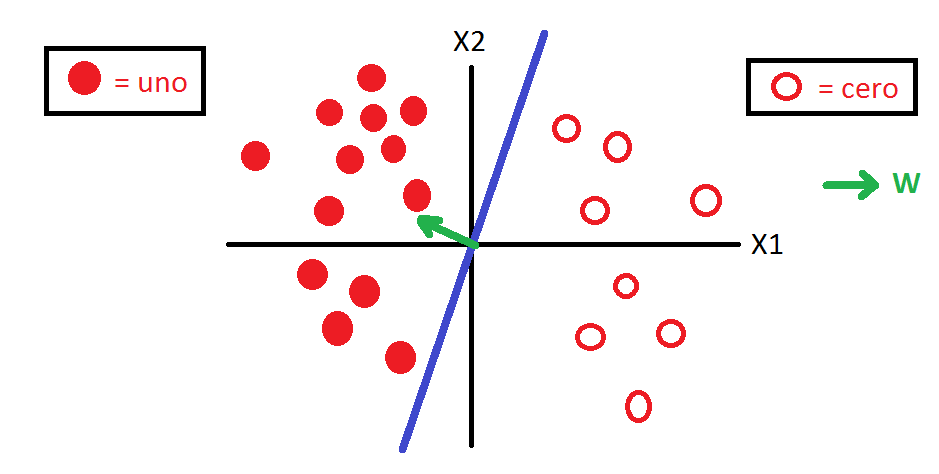 X2
= uno
= cero
W
X1